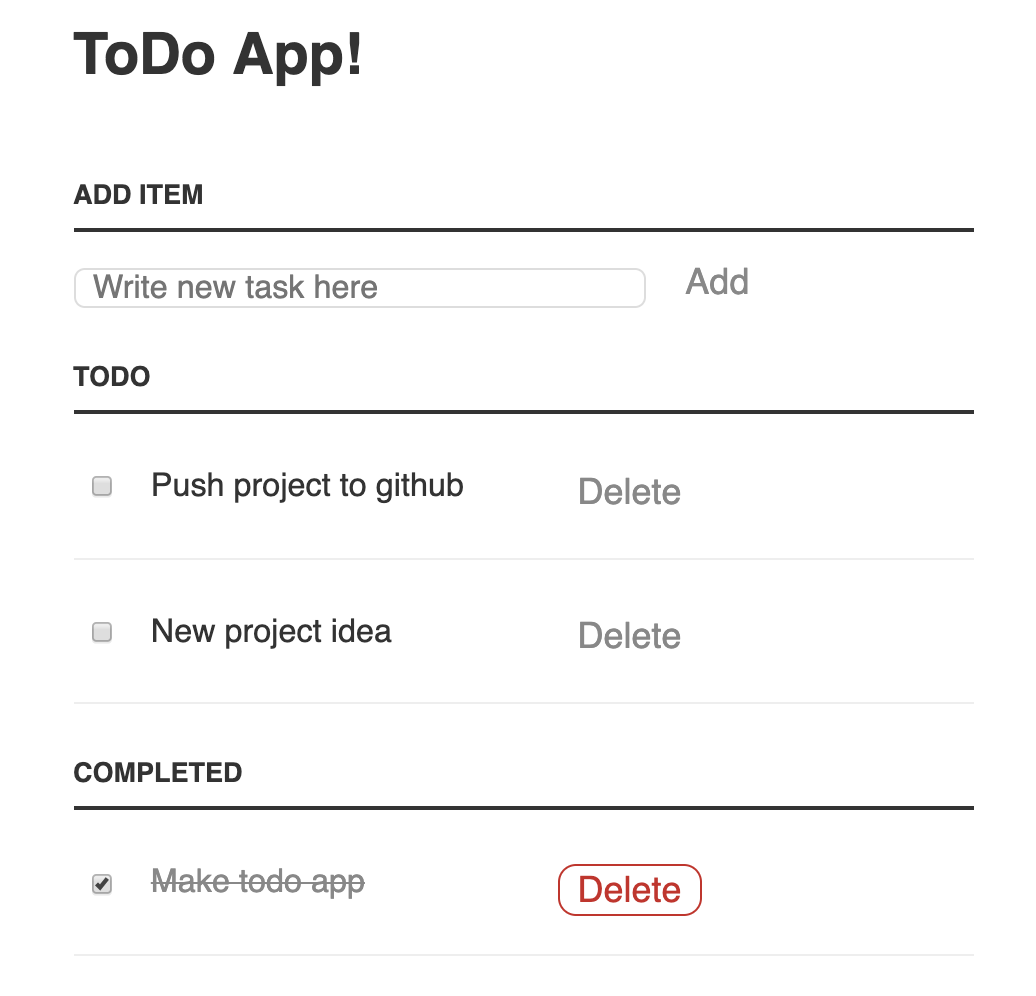 ToDo App!
ADD ITEM
Write new task here Add
TODO
Push project to github Delete
New project idea Delete
COMPLETED
Make todo app Delete